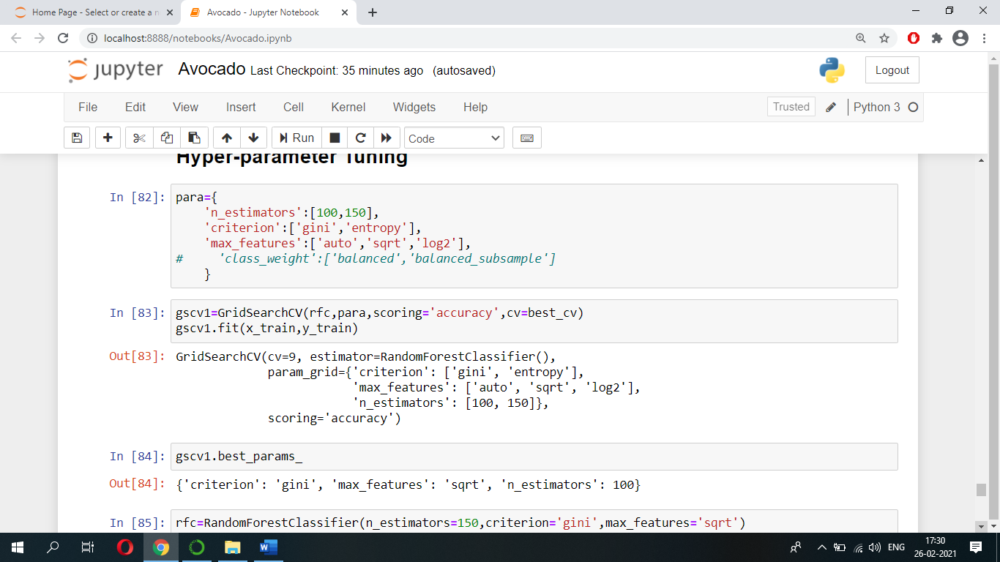 Home Page - Select or create a n
Avocado - Jupyter Notebook
localhost:8888/notebooks/Avocado.ipynb
jupyter Avocado Last Checkpoint: 35 minutes ago (autosaved)
Logout
File Edit View Insert Cell Kernel Widgets Help
Trusted
Python 3
Run
Code
Hyper-parameter Tuning
In [82]: para={
'n_estimators':[100,150],
'criterion':['gini','entropy'],
'max_features':['auto','sqrt','log2'],
# 'class_weight':['balanced','balanced_subsample']
}
In [83]: gscv1=GridSearchCV(rfc,para,scoring='accuracy',cv=best_cv)
gscv1.fit(x_train,y_train)
Out[83]: GridSearchCV(cv=9, estimator=RandomForestClassifier(),
param_grid={'criterion': ['gini', 'entropy'],
'max_features': ['auto', 'sqrt', 'log2'],
'n_estimators': [100, 150]},
scoring='accuracy')
In [84]: gscv1.best_params_
Out[84]: {'criterion': 'gini', 'max_features': 'sqrt', 'n_estimators': 100}
In [85]: rfc=RandomForestClassifier(n_estimators=150,criterion='gini',max_features='sqrt')
ENG
17:30
26-02-2021